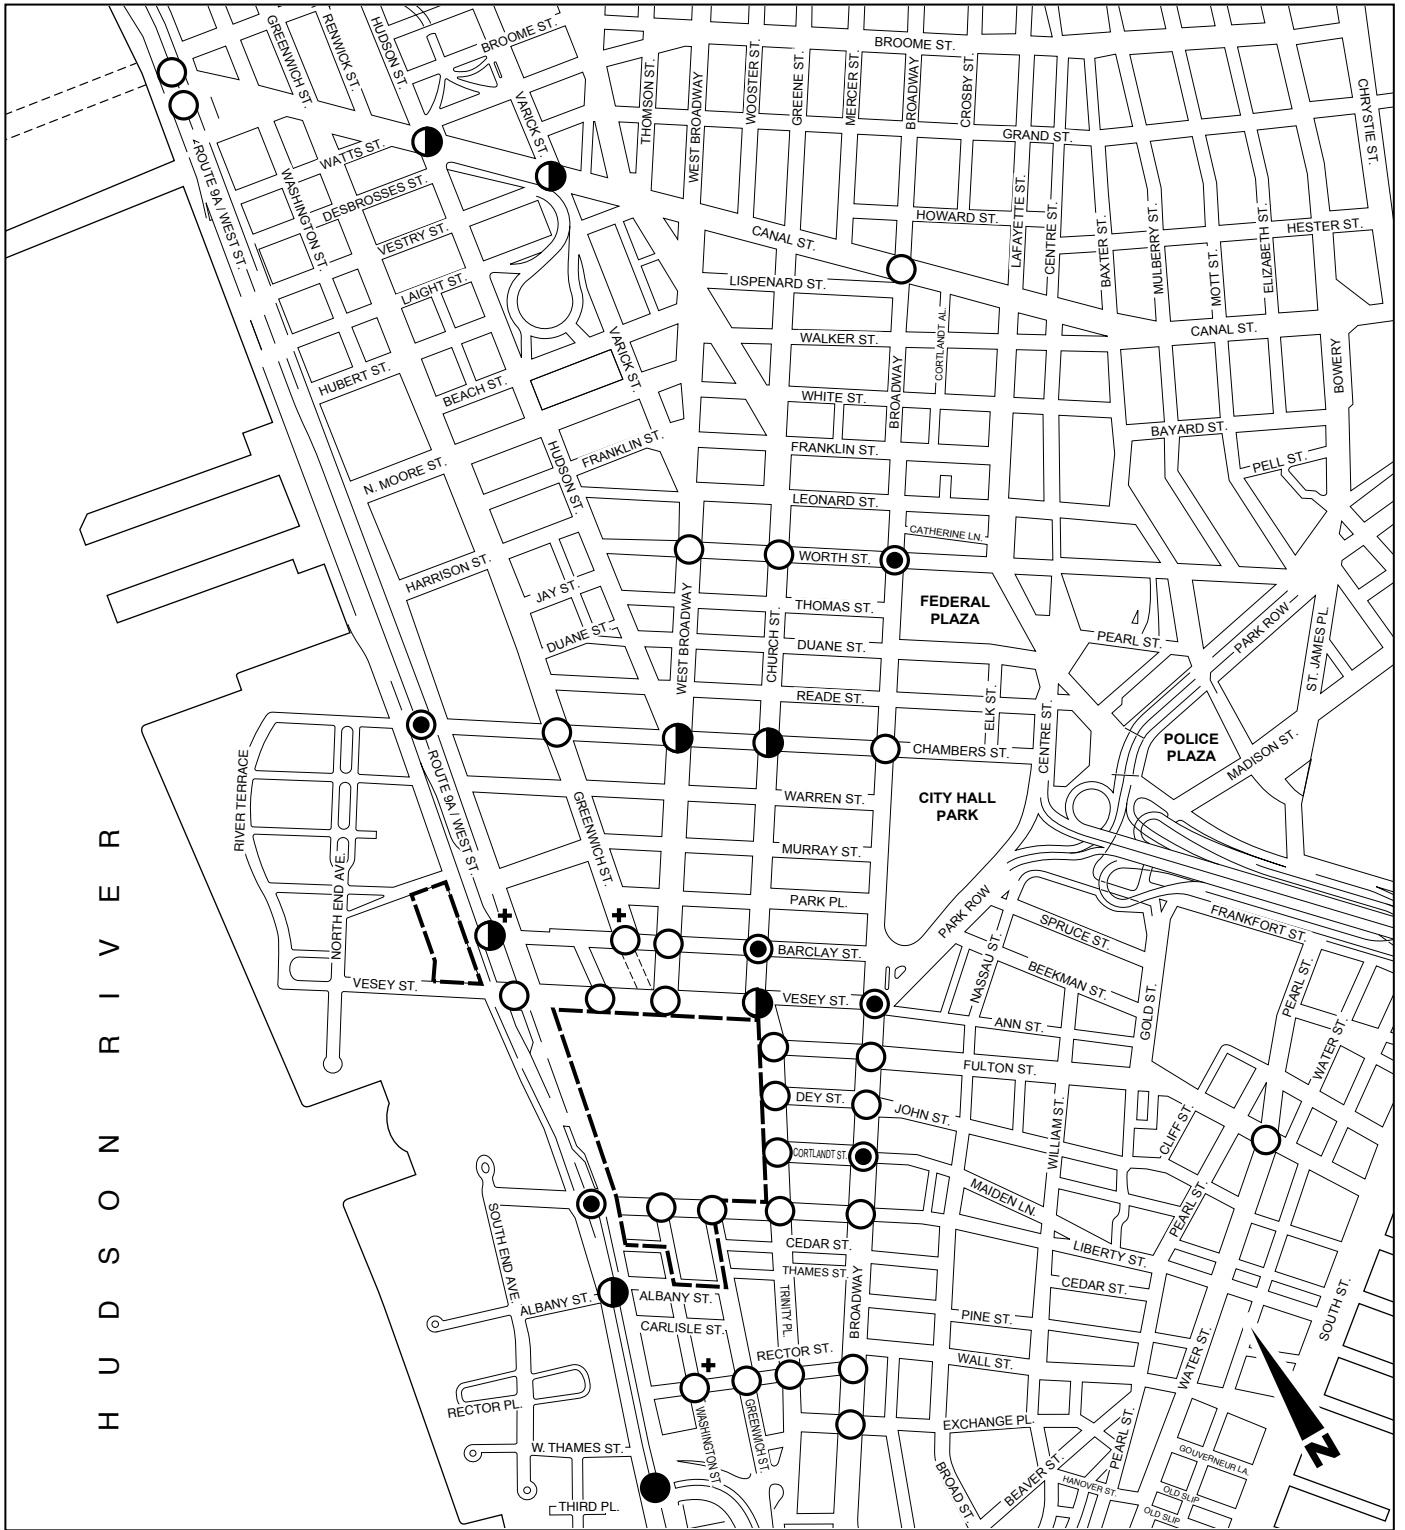 GREENWICH ST.
RENWICK ST.
HUDSON ST.
BROOME ST.
VARICK ST.
THOMSON ST.
WEST BROADWAY
WOOSTER ST.
GREENE ST.
MERCER ST.
BROOME ST.
BROADWAY
CROSBY ST.
GRAND ST.
CHRYSTIE ST.
ROUTE 9A / WEST ST.
WATTS ST.
WASHINGTON ST.
DESBROSSES ST.
VESTRY ST.
LAIGHT ST.
CANAL ST.
HOWARD ST.
LAFAYETTE ST.
CENTRE ST.
BAXTER ST.
MULBERRY ST.
MOTT ST.
ELIZABETH ST.
HESTER ST.
LISPENARD ST.
WALKER ST.
CORTLANDT AL.
CANAL ST.
BOWERY
HUBERT ST.
BEACH ST.
VARICK ST.
WHITE ST.
BROADWAY
BAYARD ST.
PELL ST.
N. MOORE ST.
HUDSON ST.
FRANKLIN ST.
FRANKLIN ST.
LEONARD ST.
CATHERINE LN.
WORTH ST.
HARRISON ST.
JAY ST.
DUANE ST.
WEST BROADWAY
CHURCH ST.
THOMAS ST.
DUANE ST.
READE ST.
FEDERAL
PLAZA
PEARL ST.
PARK ROW
ST. JAMES PL.
ELK ST.
CENTRE ST.
CHAMBERS ST.
POLICE
PLAZA
MADISON ST.
RIVER TERRACE
ROUTE 9A / WEST ST.
GREENWICH ST.
WARREN ST.
CITY HALL
PARK
MURRAY ST.
PARK PL.
NORTH END AVE.
PARK ROW
SPRUCE ST.
FRANKFORT ST.
BARCLAY ST.
NASSAU ST.
BEEKMAN ST.
VESEY ST.
VESEY ST.
ANN ST.
GOLD ST.
PEARL ST.
WATER ST.
FULTON ST.
DEY ST.
JOHN ST.
WILLIAM ST.
CLIFF ST.
CORTLANDT ST.
MAIDEN LN.
PEARL ST.
HUDSON RIVER
SOUTH END AVE.
CEDAR ST.
LIBERTY ST.
THAMES ST.
CEDAR ST.
ALBANY ST.
ALBANY ST.
TRINITY PL.
BROADWAY
PINE ST.
SOUTH ST.
CARLISLE ST.
RECTOR ST.
WALL ST.
WATER ST.
RECTOR PL.
WASHINGTON ST.
GREENWICH ST.
EXCHANGE PL.
PEARL ST.
W. THAMES ST.
BROAD ST.
BEAVER ST.
HANOVER ST.
GOUVERNEUR LA.
OLD SLIP
OLD SLIP
THIRD PL.
N